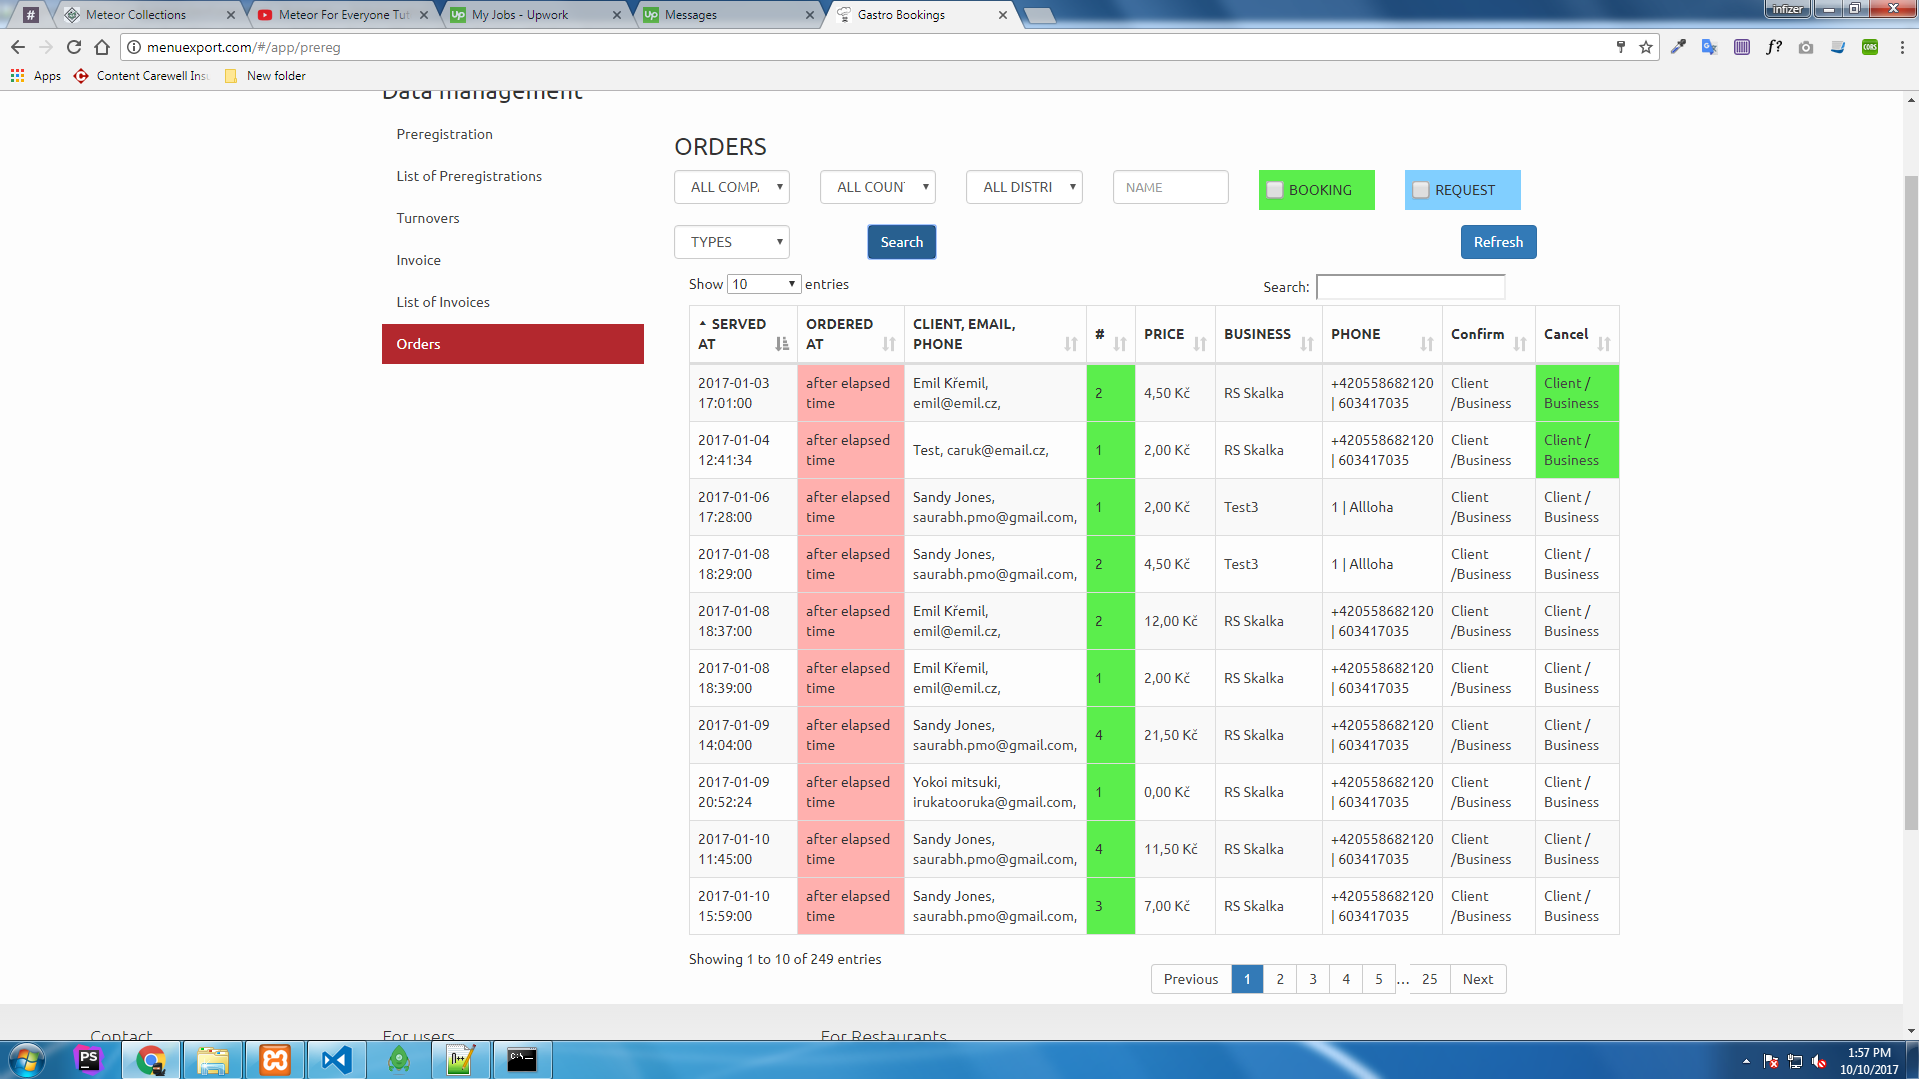 #
Meteor Collections
Meteor For Everyone Tut
My Jobs - Upwork
Messages
Gastro Bookings
infizer
menuexport.com/#/app/prereg
Apps
Content Carewell Insu
New folder
Data management
Preregistration
List of Preregistrations
Turnovers
Invoice
List of Invoices
Orders
ORDERS
ALL COMPA
ALL COUNT
ALL DISTRI
NAME
BOOKING
REQUEST
TYPES
Search
Refresh
Show 10 entries
Search:
SERVED AT ORDERED AT CLIENT, EMAIL, PHONE # PRICE BUSINESS PHONE Confirm Cancel
2017-01-03 17:01:00 after elapsed time Emil Křemil, emil@emil.cz, 2 4,50 Kč RS Skalka +420558682120 | 603417035 Client /Business Client / Business
2017-01-04 12:41:34 after elapsed time Test, caruk@email.cz, 1 2,00 Kč RS Skalka +420558682120 | 603417035 Client /Business Client / Business
2017-01-06 17:28:00 after elapsed time Sandy Jones, saurabh.pmo@gmail.com, 1 2,00 Kč Test3 1 | Allloha Client /Business Client / Business
2017-01-08 18:29:00 after elapsed time Sandy Jones, saurabh.pmo@gmail.com, 2 4,50 Kč Test3 1 | Allloha Client /Business Client / Business
2017-01-08 18:37:00 after elapsed time Emil Křemil, emil@emil.cz, 2 12,00 Kč RS Skalka +420558682120 | 603417035 Client /Business Client / Business
2017-01-08 18:39:00 after elapsed time Emil Křemil, emil@emil.cz, 1 2,00 Kč RS Skalka +420558682120 | 603417035 Client /Business Client / Business
2017-01-09 14:04:00 after elapsed time Sandy Jones, saurabh.pmo@gmail.com, 4 21,50 Kč RS Skalka +420558682120 | 603417035 Client /Business Client / Business
2017-01-09 20:52:24 after elapsed time Yokoi mitsuki, irukatooruka@gmail.com, 1 0,00 Kč RS Skalka +420558682120 | 603417035 Client /Business Client / Business
2017-01-10 11:45:00 after elapsed time Sandy Jones, saurabh.pmo@gmail.com, 4 11,50 Kč RS Skalka +420558682120 | 603417035 Client /Business Client / Business
2017-01-10 15:59:00 after elapsed time Sandy Jones, saurabh.pmo@gmail.com, 3 7,00 Kč RS Skalka +420558682120 | 603417035 Client /Business Client / Business
Showing 1 to 10 of 249 entries
Previous 1 2 3 4 5 … 25 Next
Contact
For users
For Restaurants
1:57 PM
10/10/2017